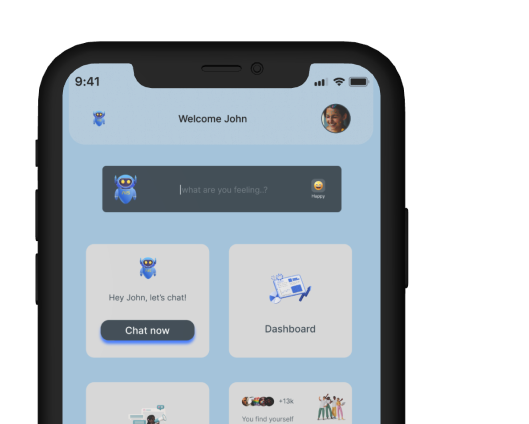 9:41
Welcome John
what are you feeling..?
Happy
Hey John, let's chat!
Chat now
Dashboard
+13k
You find yourself